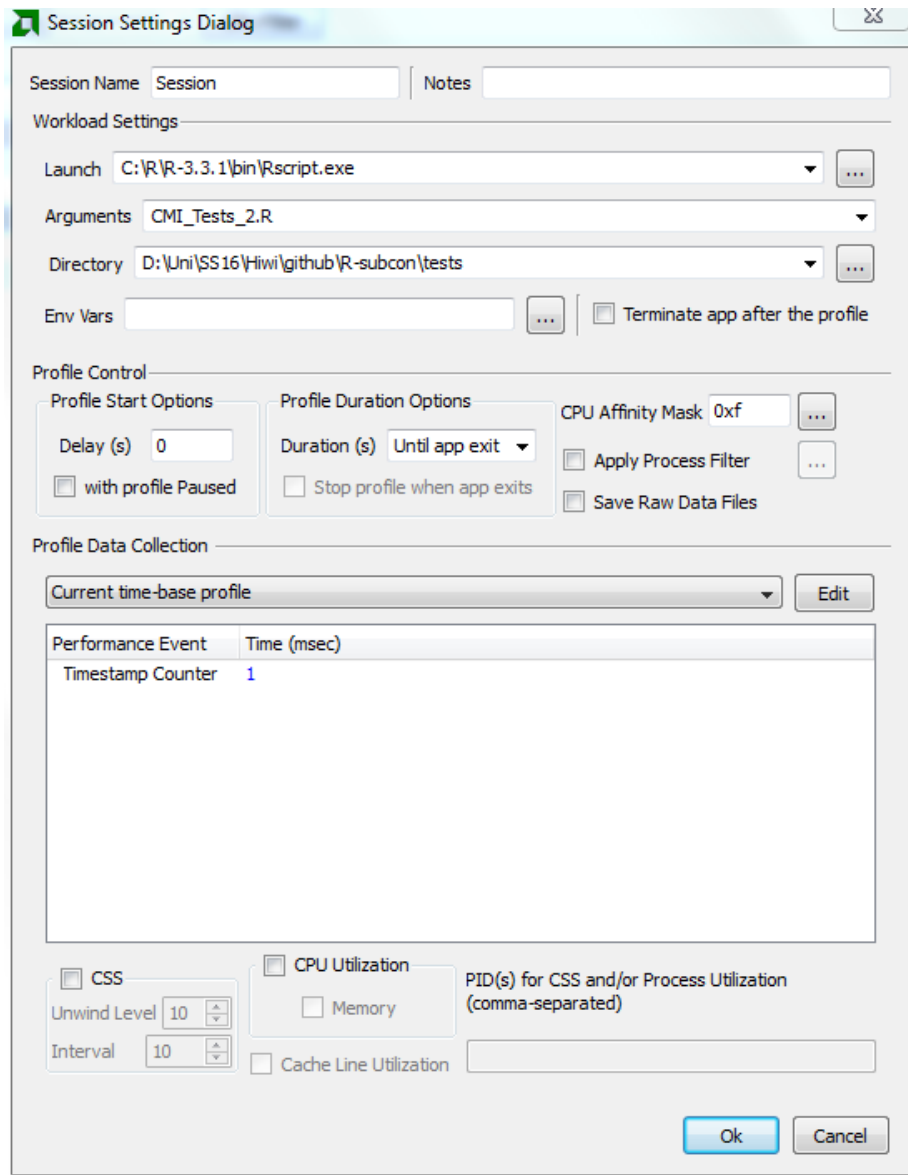 Session Settings Dialog
Session Name Session Notes
Workload Settings
Launch C:\R\R-3.3.1\bin\Rscript.exe ...
Arguments CMI_Tests_2.R
Directory D:\Uni\SS16\Hiwi\github\R-subcon\tests ...
Env Vars ... Terminate app after the profile
Profile Control
Profile Start Options
Delay (s) 0
with profile Paused
Profile Duration Options
Duration (s) Until app exit
Stop profile when app exits
CPU Affinity Mask 0xf ...
Apply Process Filter ...
Save Raw Data Files
Profile Data Collection
Current time-base profile Edit
Performance Event Time (msec)
Timestamp Counter 1
CSS
Unwind Level 10
Interval 10
CPU Utilization
Memory
Cache Line Utilization
PID(s) for CSS and/or Process Utilization
(comma-separated)
Ok Cancel